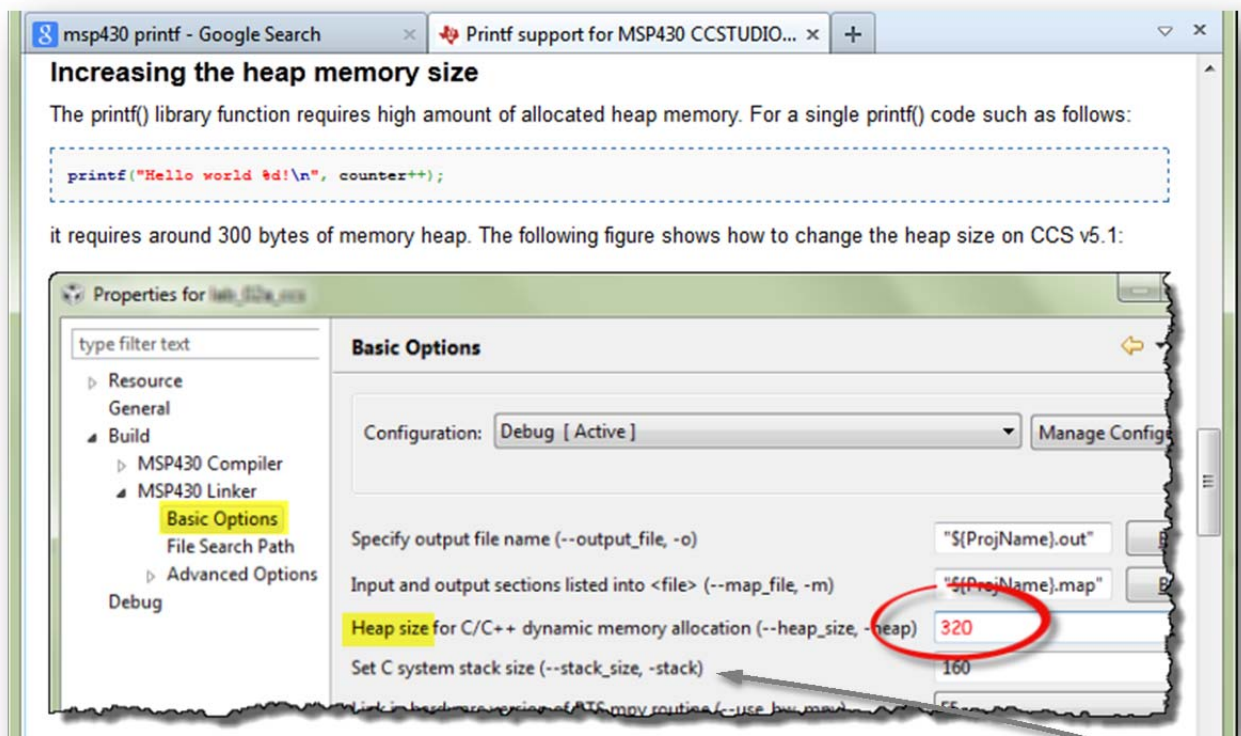 msp430 printf - Google Search
Printf support for MSP430 CCSTUDIO...
Increasing the heap memory size
The printf() library function requires high amount of allocated heap memory. For a single printf() code such as follows:
printf("Hello world %d!\n", counter++);
it requires around 300 bytes of memory heap. The following figure shows how to change the heap size on CCS v5.1:
Properties for
type filter text
Basic Options
Resource
General
Build
MSP430 Compiler
MSP430 Linker
Basic Options
File Search Path
Advanced Options
Debug
Configuration: Debug [ Active ]
Manage Config
Specify output file name (--output_file, -o) "${ProjName}.out"
Input and output sections listed into <file> (--map_file, -m) "${ProjName}.map"
Heap size for C/C++ dynamic memory allocation (--heap_size, -heap) 320
Set C system stack size (--stack_size, -stack) 160